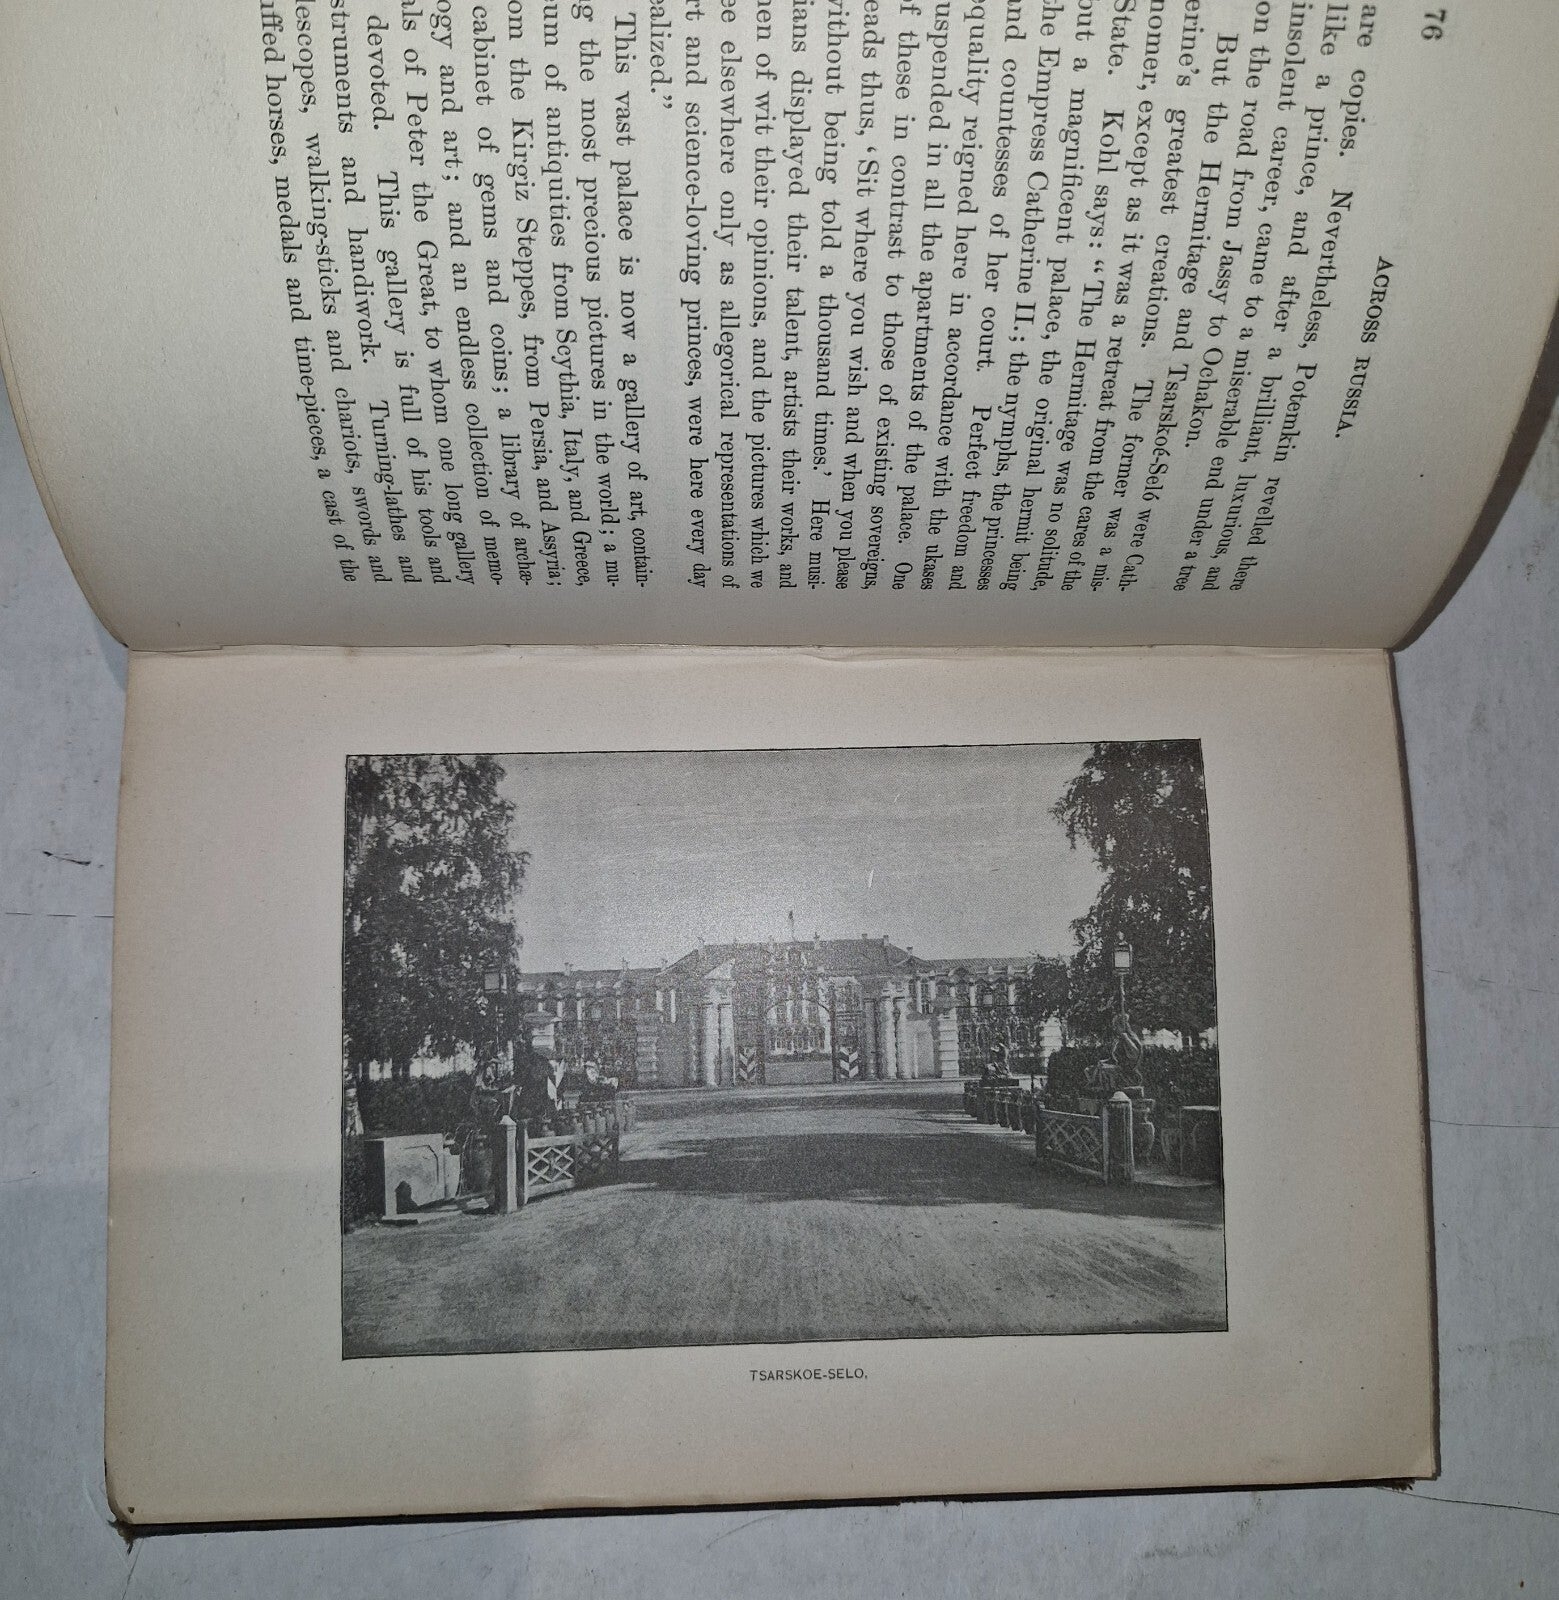 76
ACROSS RUSSIA.
are copies. Nevertheless, Potemkin revelled there
like a prince, and after a brilliant, luxurious, and
insolent career, came to a miserable end under a tree
on the road from Jassy to Ochakon.
But the Hermitage and Tsarskoé-Seló were Cath-
erine's greatest creations. The former was a mis-
nomer, except as it was a retreat from the cares of the
State. Kohl says: "The Hermitage was no solitude,
but a magnificent palace, the original hermit being
the Empress Catherine II.; the nymphs, the princesses
and countesses of her court. Perfect freedom and
equality reigned here in accordance with the ukases
suspended in all the apartments of the palace. One
of these in contrast to those of existing sovereigns,
reads thus, 'Sit where you wish and when you please
without being told a thousand times.' Here musi-
cians displayed their talent, artists their works, and
men of wit their opinions, and the pictures which we
see elsewhere only as allegorical representations of
art and science-loving princes, were here every day
realized."
This vast palace is now a gallery of art, contain-
ing the most precious pictures in the world; a mu-
seum of antiquities from Scythia, Italy, and Greece,
from the Kirgiz Steppes, from Persia, and Assyria;
cabinet of gems and coins; a library of archæ-
ology and art; and an endless collection of memo-
als of Peter the Great, to whom one long gallery
devoted. This gallery is full of his tools and
struments and handiwork. Turning-lathes and
lescopes, walking-sticks and chariots, swords and
uffed horses, medals and time-pieces, a cast of the
TSARSKOE-SELO.